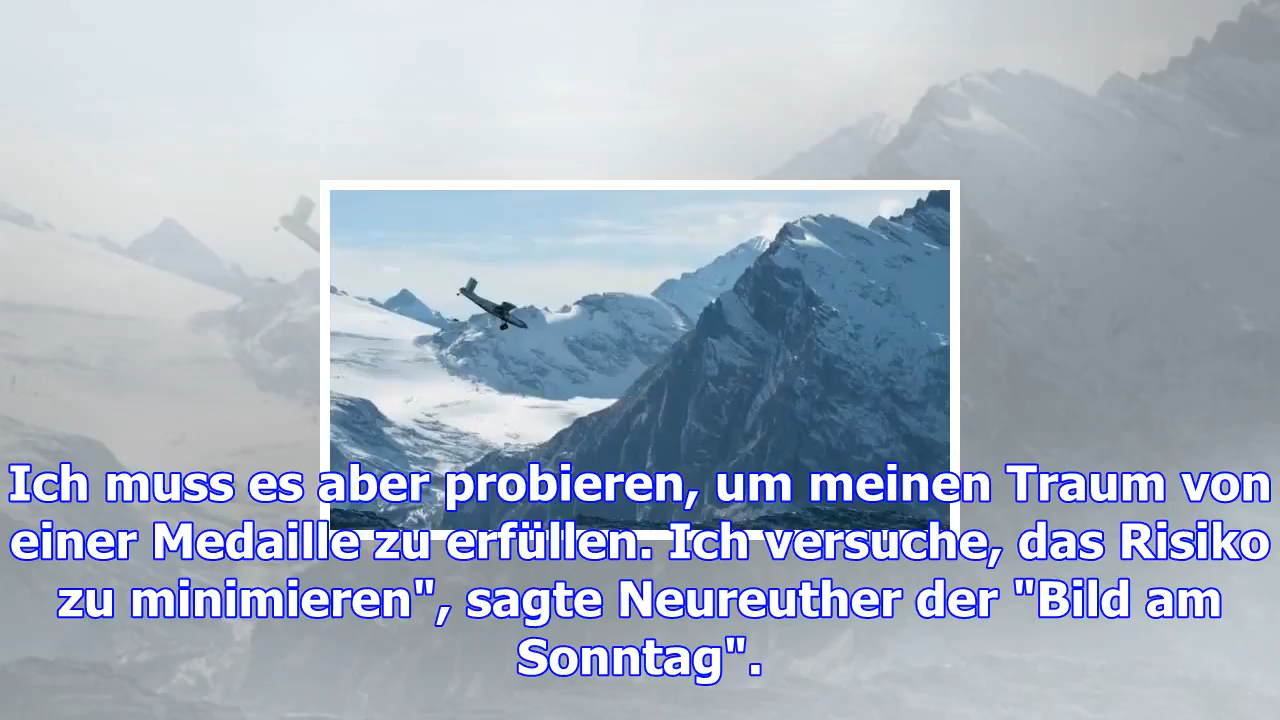 Ich muss es aber probieren, um meinen Traum von
einer Medaille zu erfüllen. Ich versuche, das Risiko
zu minimieren", sagte Neureuther der "Bild am
Sonntag".